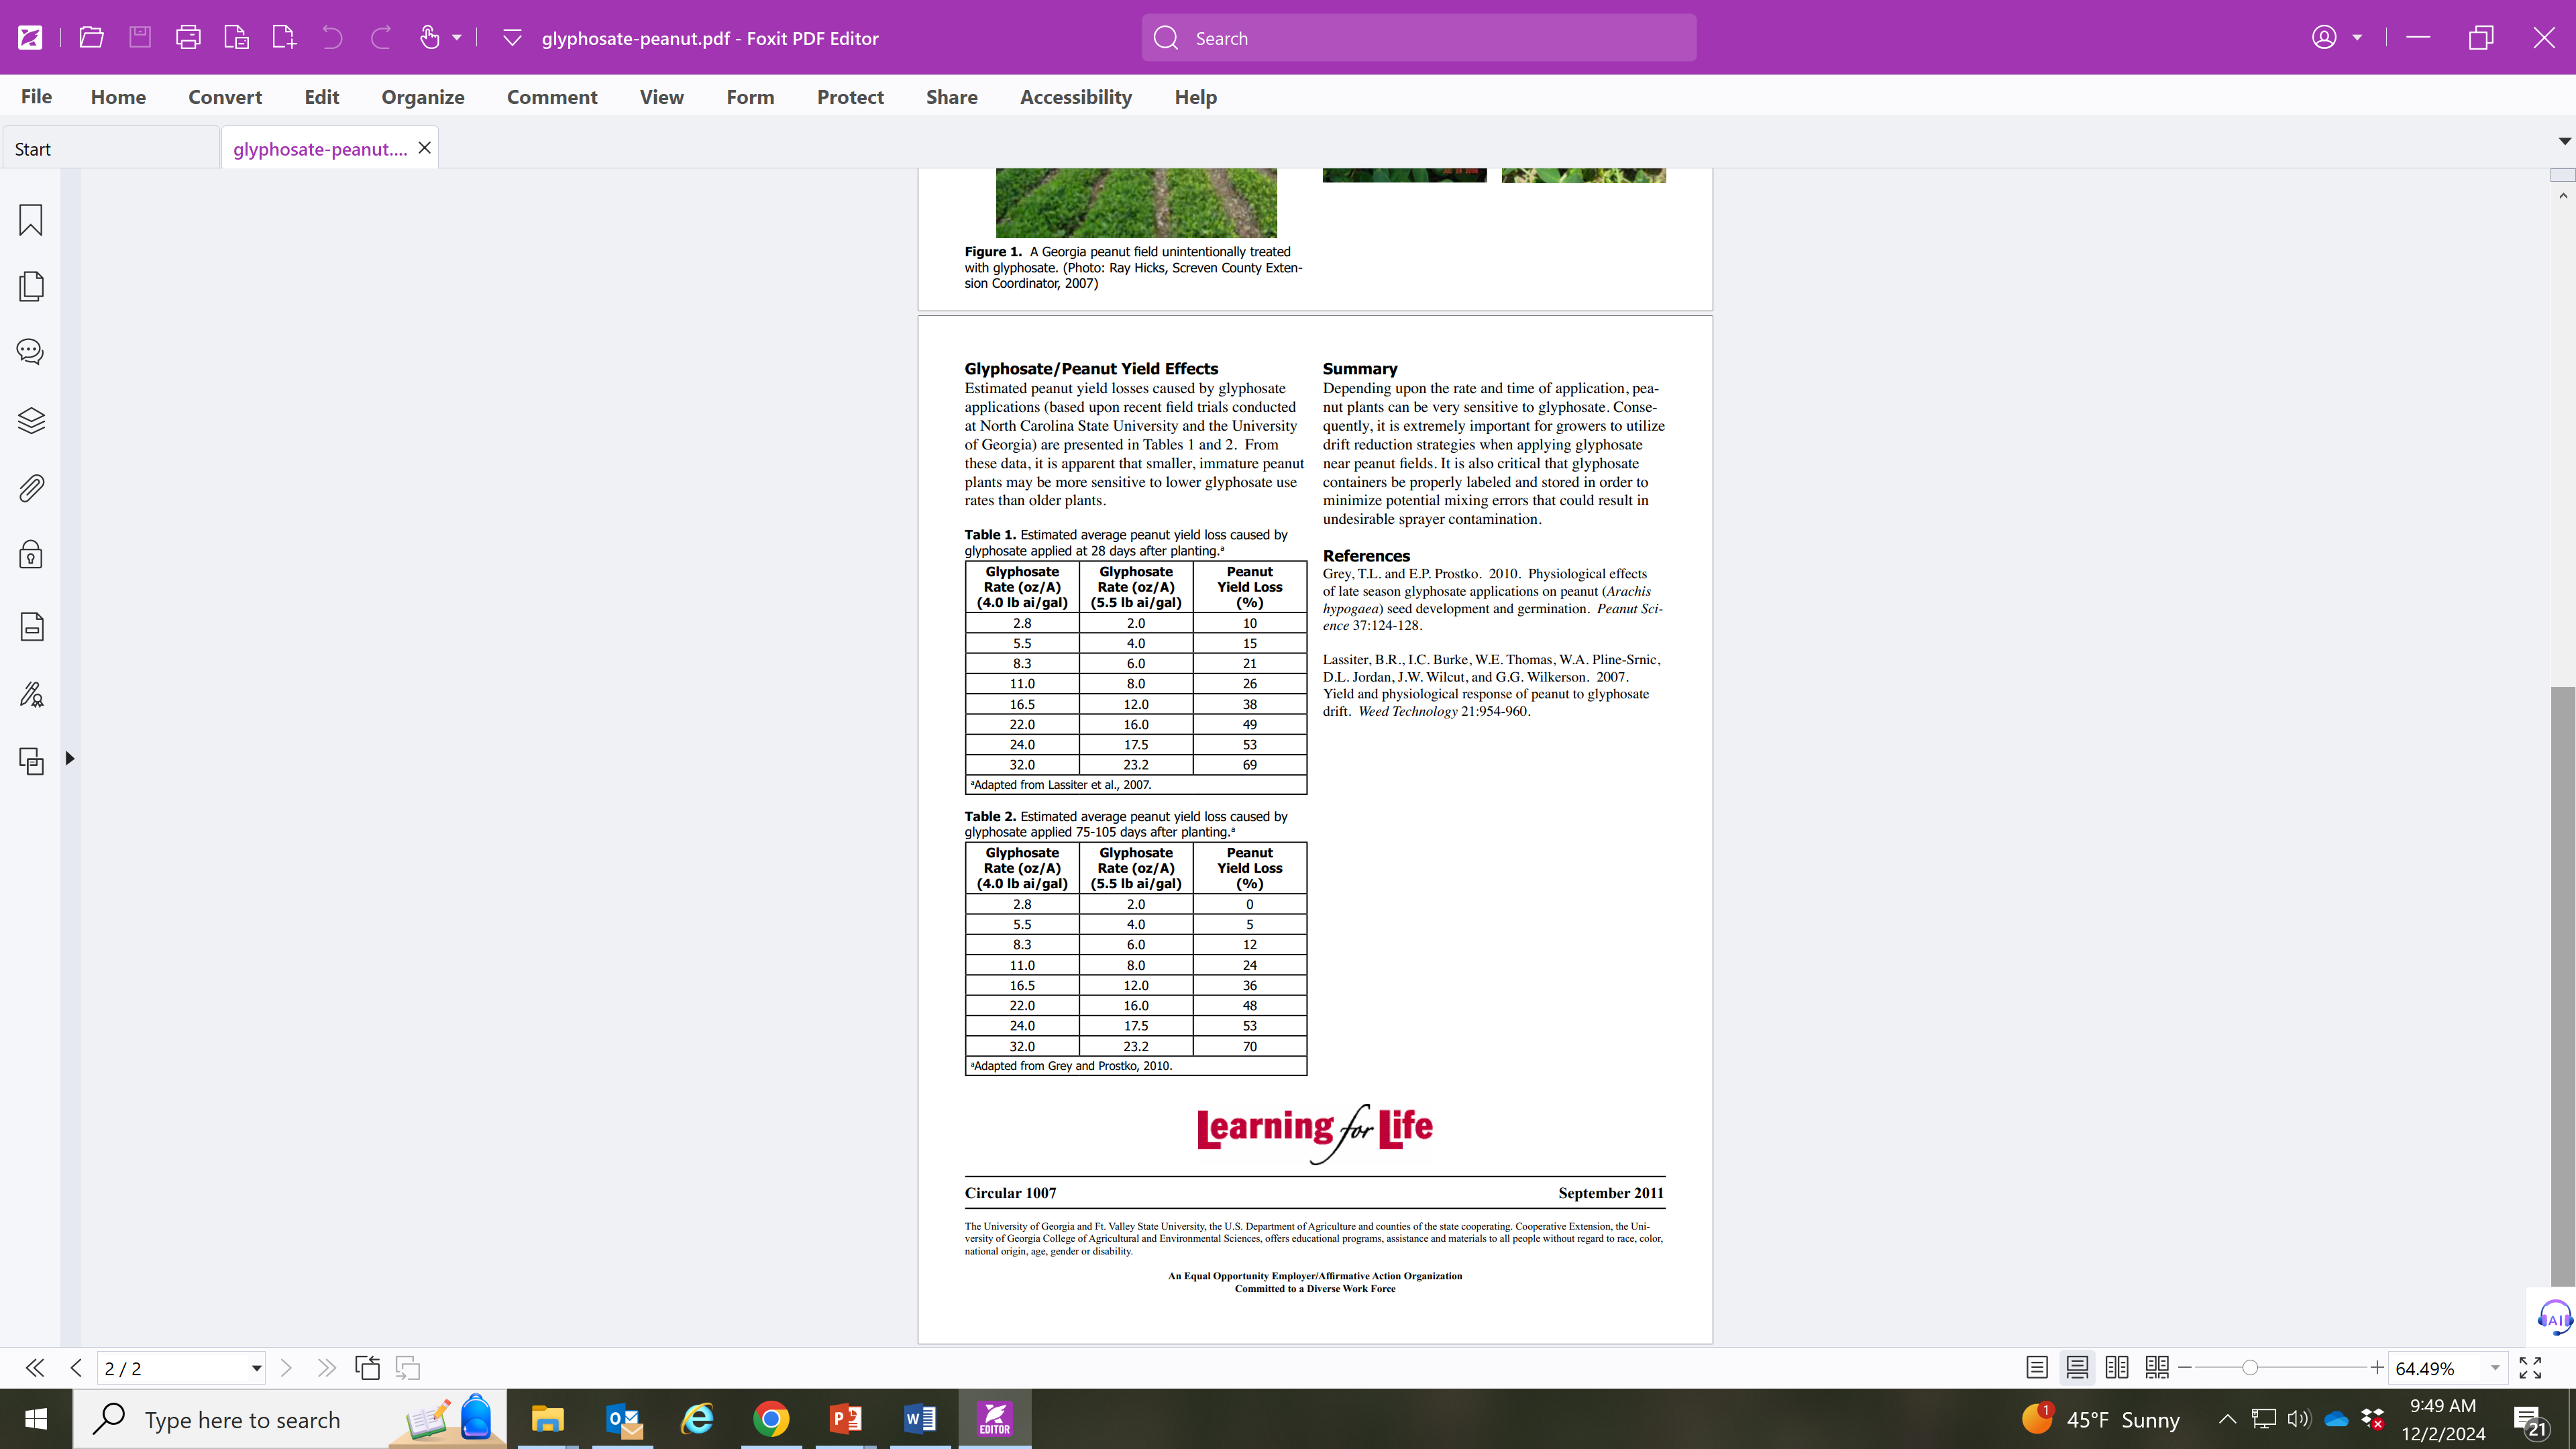 glyphosate-peanut.pdf - Foxit PDF Editor
Search
File Home Convert Edit Organize Comment View Form Protect Share Accessibility Help
Start
glyphosate-peanut....
Figure 1. A Georgia peanut field unintentionally treated
with glyphosate. (Photo: Ray Hicks, Screven County Exten-
sion Coordinator, 2007)
Glyphosate/Peanut Yield Effects
Estimated peanut yield losses caused by glyphosate
applications (based upon recent field trials conducted
at North Carolina State University and the University
of Georgia) are presented in Tables 1 and 2. From
these data, it is apparent that smaller, immature peanut
plants may be more sensitive to lower glyphosate use
rates than older plants.
Table 1. Estimated average peanut yield loss caused by
glyphosate applied at 28 days after planting.ª
Glyphosate Glyphosate Peanut
Rate (oz/A) Rate (oz/A) Yield Loss
(4.0 lb ai/gal) (5.5 lb ai/gal) (%)
2.8 2.0 10
5.5 4.0 15
8.3 6.0 21
11.0 8.0 26
16.5 12.0 38
22.0 16.0 49
24.0 17.5 53
32.0 23.2 69
ªAdapted from Lassiter et al., 2007.
Table 2. Estimated average peanut yield loss caused by
glyphosate applied 75-105 days after planting.ª
Glyphosate Glyphosate Peanut
Rate (oz/A) Rate (oz/A) Yield Loss
(4.0 lb ai/gal) (5.5 lb ai/gal) (%)
2.8 2.0 0
5.5 4.0 5
8.3 6.0 12
11.0 8.0 24
16.5 12.0 36
22.0 16.0 48
24.0 17.5 53
32.0 23.2 70
ªAdapted from Grey and Prostko, 2010.
Summary
Depending upon the rate and time of application, pea-
nut plants can be very sensitive to glyphosate. Conse-
quently, it is extremely important for growers to utilize
drift reduction strategies when applying glyphosate
near peanut fields. It is also critical that glyphosate
containers be properly labeled and stored in order to
minimize potential mixing errors that could result in
undesirable sprayer contamination.
References
Grey, T.L. and E.P. Prostko. 2010. Physiological effects
of late season glyphosate applications on peanut (Arachis
hypogaea) seed development and germination. Peanut Sci-
ence 37:124-128.
Lassiter, B.R., I.C. Burke, W.E. Thomas, W.A. Pline-Srnic,
D.L. Jordan, J.W. Wilcut, and G.G. Wilkerson. 2007.
Yield and physiological response of peanut to glyphosate
drift. Weed Technology 21:954-960.
Learning for Life
Circular 1007 September 2011
The University of Georgia and Ft. Valley State University, the U.S. Department of Agriculture and counties of the state cooperating. Cooperative Extension, the Uni-
versity of Georgia College of Agricultural and Environmental Sciences, offers educational programs, assistance and materials to all people without regard to race, color,
national origin, age, gender or disability.
An Equal Opportunity Employer/Affirmative Action Organization
Committed to a Diverse Work Force
AI
2 / 2
64.49%
Type here to search
EDITOR
1
45°F Sunny
9:49 AM
12/2/2024
21